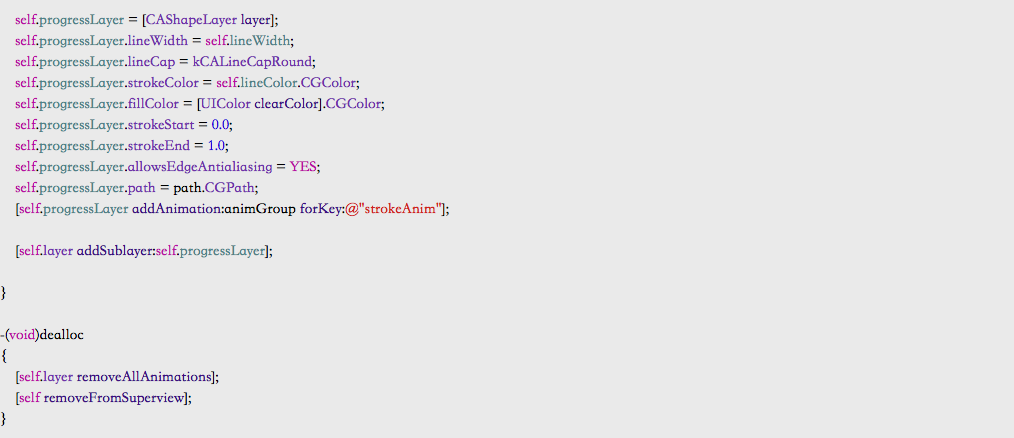 self.progressLayer = [CAShapeLayer layer];
self.progressLayer.lineWidth = self.lineWidth;
self.progressLayer.lineCap = kCALineCapRound;
self.progressLayer.strokeColor = self.lineColor.CGColor;
self.progressLayer.fillColor = [UIColor clearColor].CGColor;
self.progressLayer.strokeStart = 0.0;
self.progressLayer.strokeEnd = 1.0;
self.progressLayer.allowsEdgeAntialiasing = YES;
self.progressLayer.path = path.CGPath;
[self.progressLayer addAnimation:animGroup forKey:@"strokeAnim"];
[self.layer addSublayer:self.progressLayer];
}
-(void)dealloc
{
[self.layer removeAllAnimations];
[self removeFromSuperview];
}